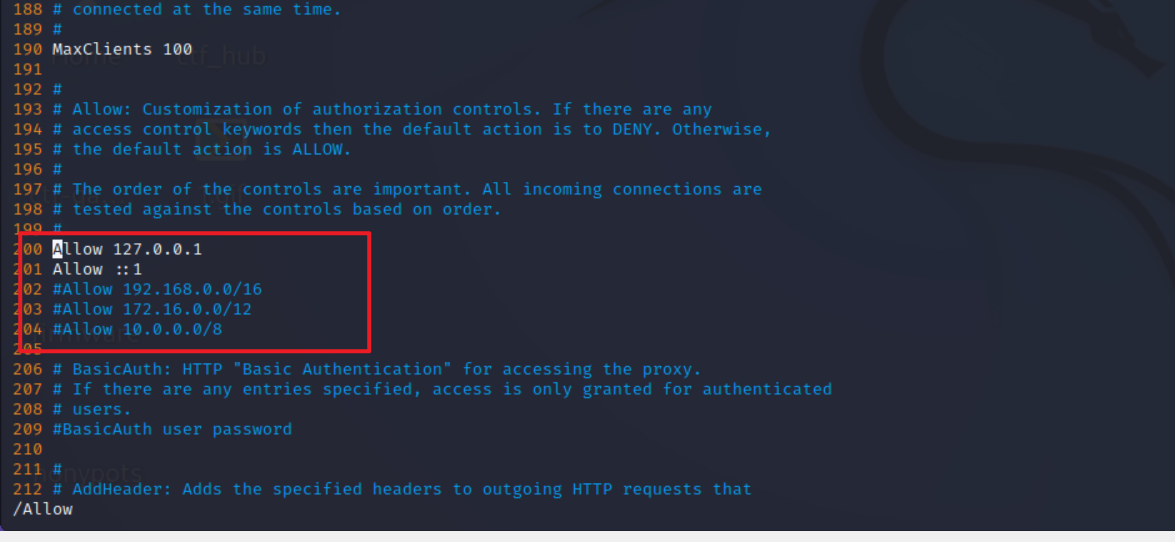 188 # connected at the same time.
189 #
190 MaxClients 100
191
192 #
193 # Allow: Customization of authorization controls. If there are any
194 # access control keywords then the default action is to DENY. Otherwise,
195 # the default action is ALLOW.
196 #
197 # The order of the controls are important. All incoming connections are
198 # tested against the controls based on order.
199 #
200 Allow 127.0.0.1
201 Allow ::1
202 #Allow 192.168.0.0/16
203 #Allow 172.16.0.0/12
204 #Allow 10.0.0.0/8
205
206 # BasicAuth: HTTP "Basic Authentication" for accessing the proxy.
207 # If there are any entries specified, access is only granted for authenticated
208 # users.
209 #BasicAuth user password
210
211 #
212 # AddHeader: Adds the specified headers to outgoing HTTP requests that
/Allow